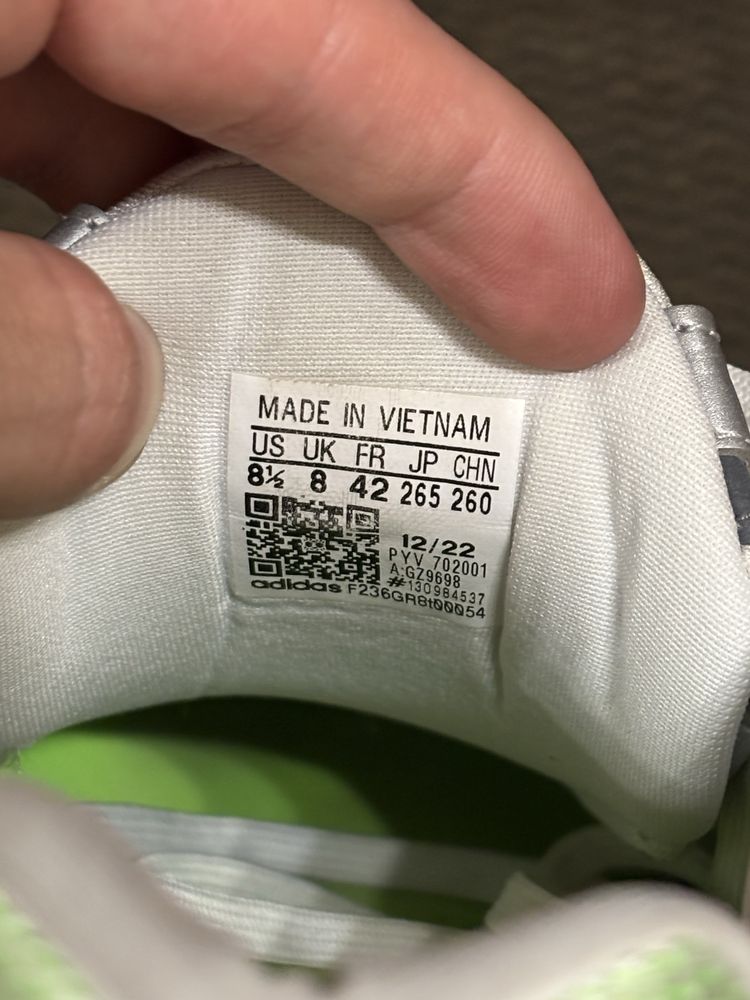 MADE IN VIETNAM
US UK FR JP CHN
8½ 8 42 265 260
12/22
PYV 702001
A:GZ9698
#130984537
adidas F236GR8t00054